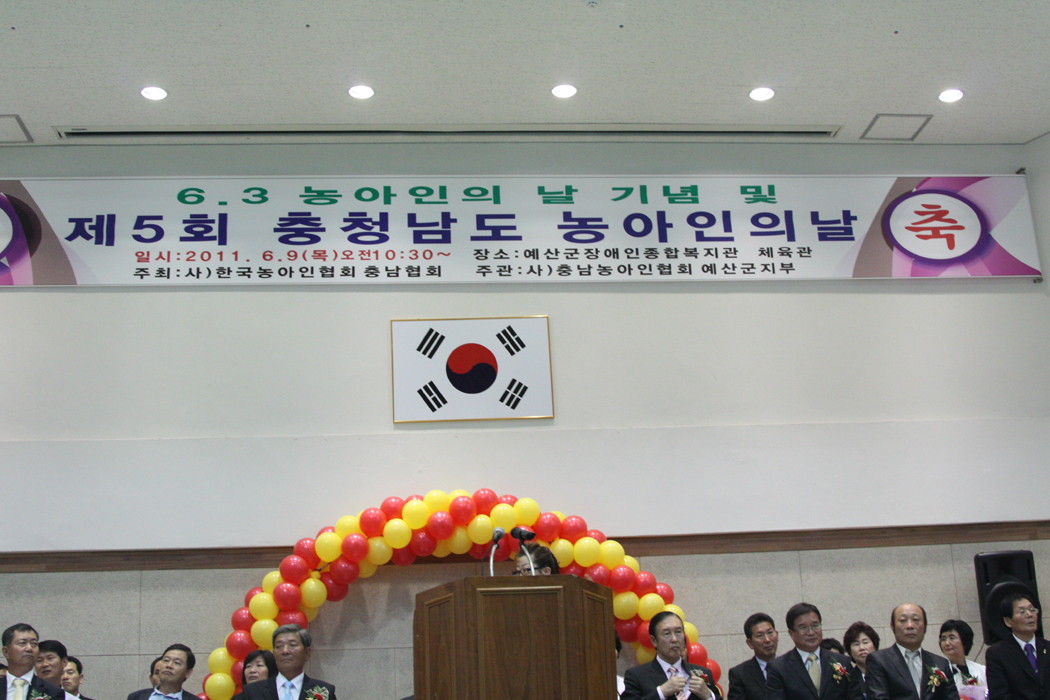 6.3 농아인의 날 기념 및
제5회 충청남도 농아인의날
일시:2011. 6.9(목)오전10:30~ 장소:예산군장애인종합복지관 체육관
주최:사)한국농아인협회 충남협회 주관:사)충남농아인협회 예산군지부
축